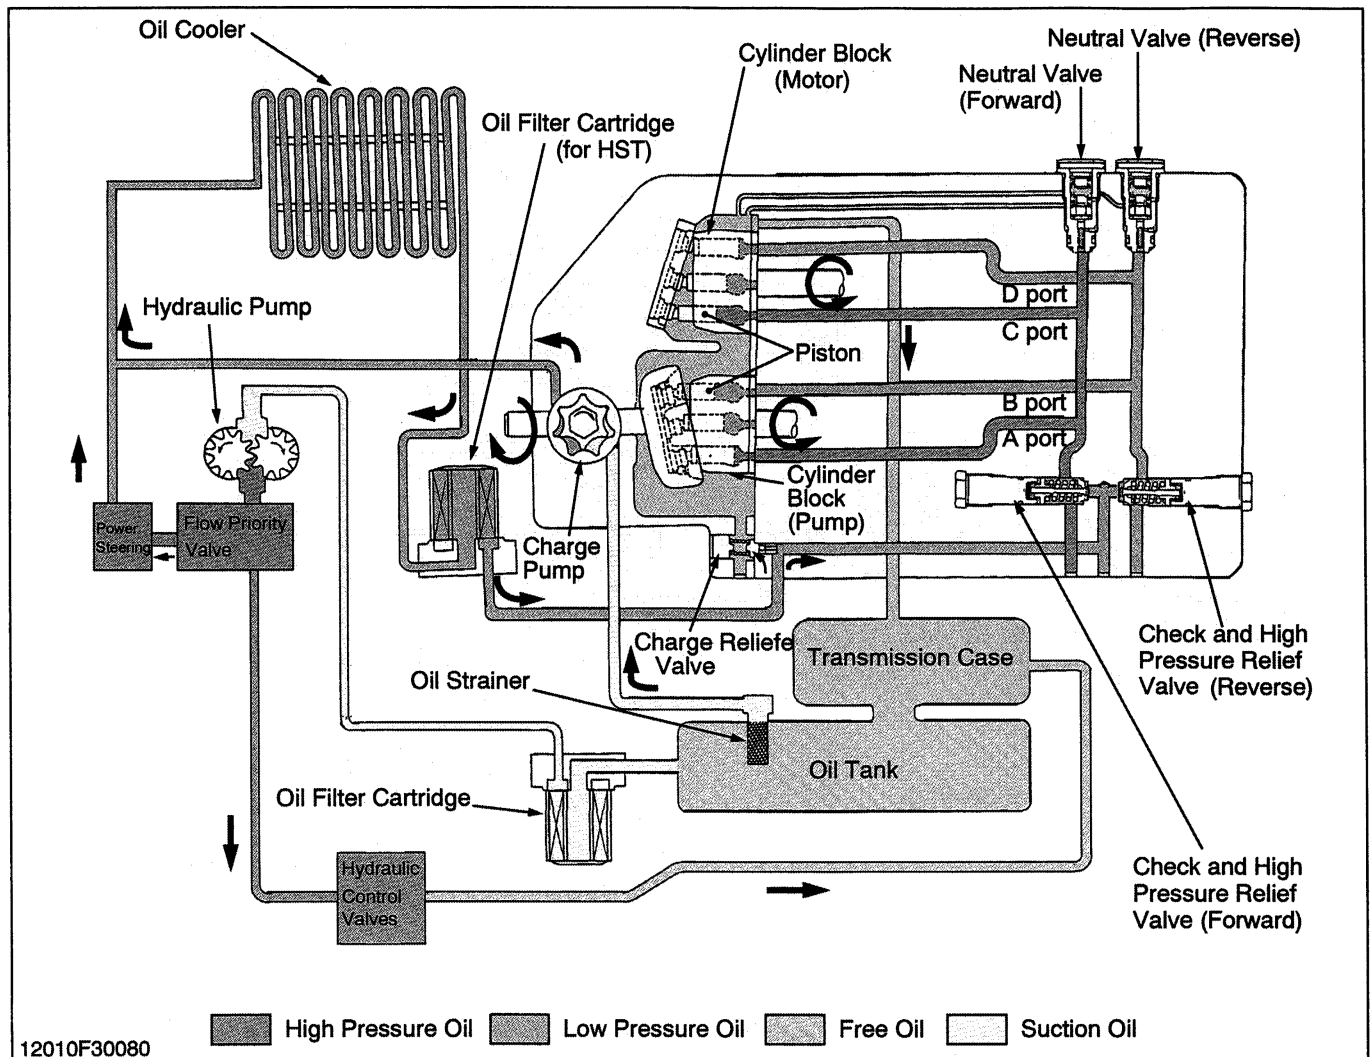 Oil Cooler
Cylinder Block
(Motor)
Neutral Valve (Reverse)
Neutral Valve
(Forward)
Oil Filter Cartridge
(for HST)
Hydraulic Pump
D port
C port
Piston
B port
A port
Cylinder
Block
(Pump)
Power
Steering
Flow Priority
Valve
Charge
Pump
Charge Reliefe
Valve
Transmission Case
Check and High
Pressure Relief
Valve (Reverse)
Oil Strainer
Oil Tank
Oil Filter Cartridge
Hydraulic
Control
Valves
Check and High
Pressure Relief
Valve (Forward)
High Pressure Oil
Low Pressure Oil
Free Oil
Suction Oil
12010F30080